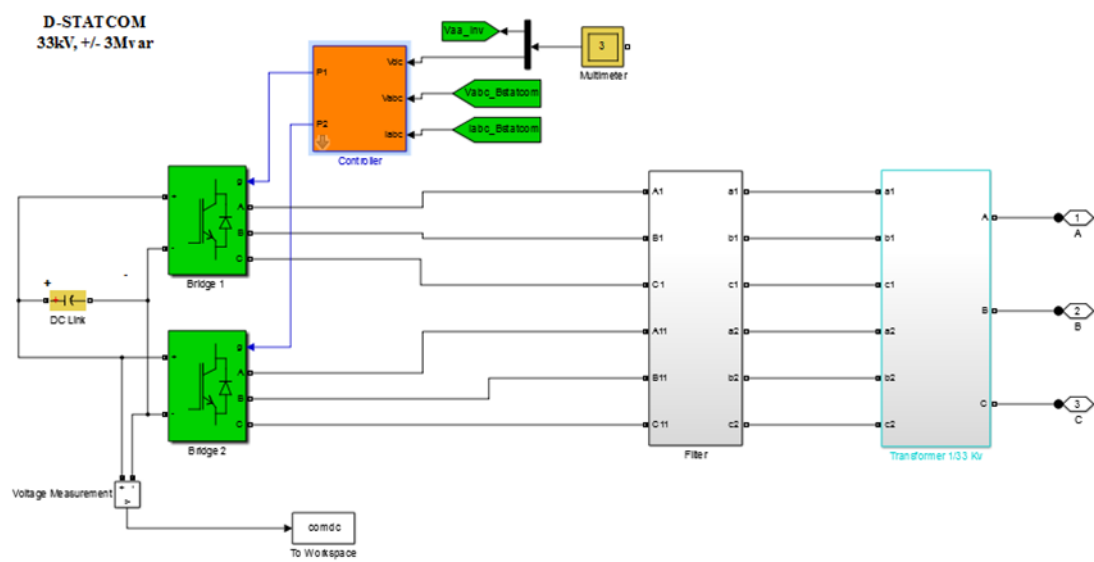 D-STATCOM
33kV, +/- 3Mvar
Vaa_Inv
3
Multimeter
Vdc
Vabc_Bstatcom
Vabc
Iabc_Bstatcom
Iabc
P1
P2
Controller
g
+
A
B
-
C
Bridge 1
+
-
DC Link
g
+
A
B
-
C
Bridge 2
A1
B1
C1
A11
B11
C11
a1
b1
c1
a2
b2
c2
Filter
a1
b1
c1
a2
b2
c2
A
B
C
Transformer 1/33 Kv
1
A
2
B
3
C
Voltage Measurement
+
-
v
comdc
To Workspace